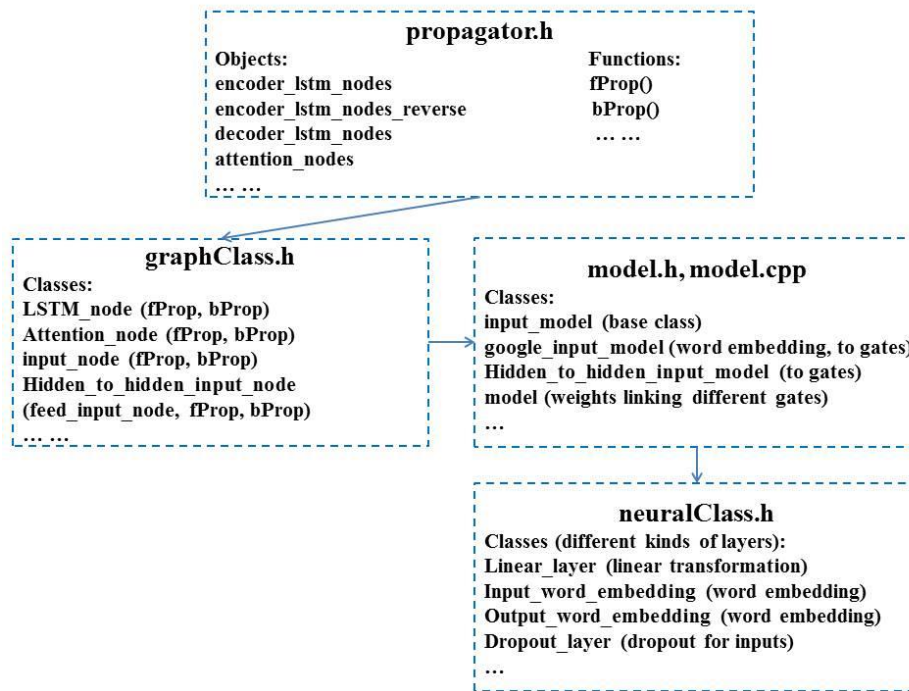 propagator.h
Objects:
encoder_lstm_nodes
encoder_lstm_nodes_reverse
decoder_lstm_nodes
attention_nodes
... ...
Functions:
fProp()
bProp()
... ...
graphClass.h
Classes:
LSTM_node (fProp, bProp)
Attention_node (fProp, bProp)
input_node (fProp, bProp)
Hidden_to_hidden_input_node
(feed_input_node, fProp, bProp)
... ...
model.h, model.cpp
Classes:
input_model (base class)
google_input_model (word embedding, to gates)
Hidden_to_hidden_input_model (to gates)
model (weights linking different gates)
...
neuralClass.h
Classes (different kinds of layers):
Linear_layer (linear transformation)
Input_word_embedding (word embedding)
Output_word_embedding (word embedding)
Dropout_layer (dropout for inputs)
...